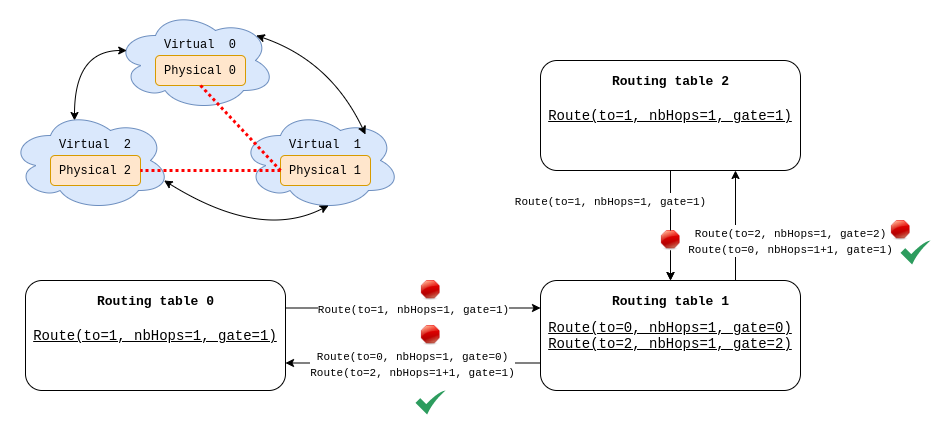 Virtual  0
Physical 0
Virtual  2
Physical 2
Virtual  1
Physical 1
Routing table 2
Route(to=1, nbHops=1, gate=1)
Route(to=1, nbHops=1, gate=1)
Route(to=2, nbHops=1, gate=2)
Route(to=0, nbHops=1+1, gate=1)
Routing table 0
Route(to=1, nbHops=1, gate=1)
Route(to=1, nbHops=1, gate=1)
Route(to=0, nbHops=1, gate=0)
Route(to=2, nbHops=1+1, gate=1)
Routing table 1
Route(to=0, nbHops=1, gate=0)
Route(to=2, nbHops=1, gate=2)